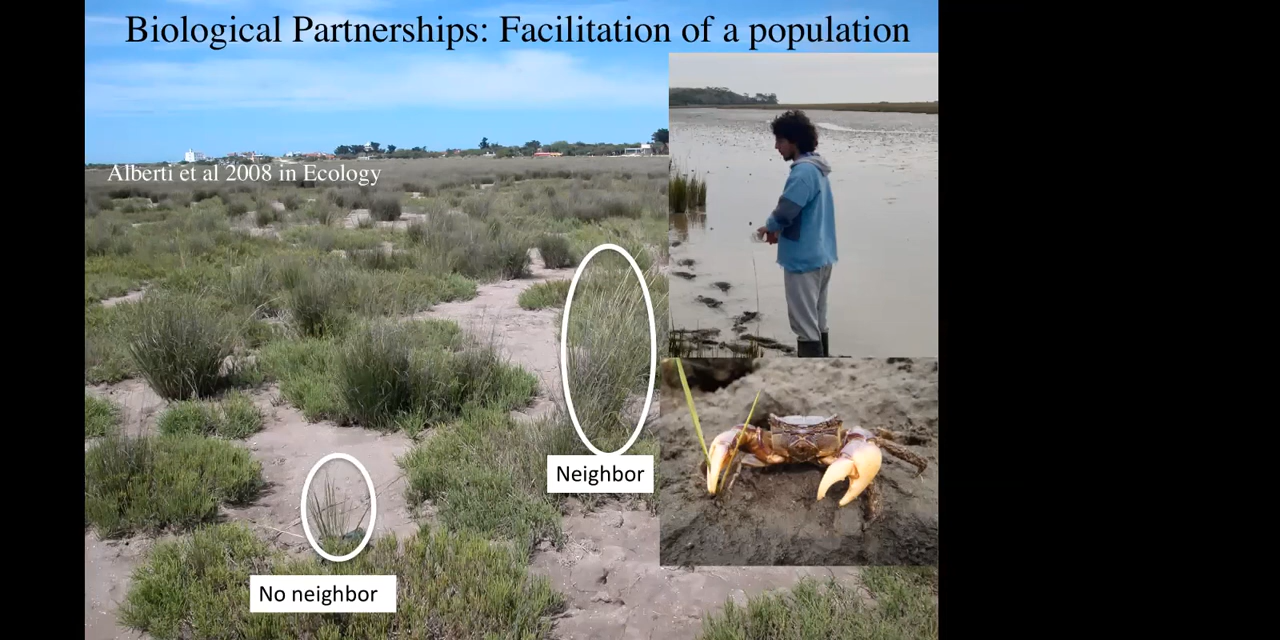 Biological Partnerships: Facilitation of a population
Alberti et al 2008 in Ecology
Neighbor
No neighbor